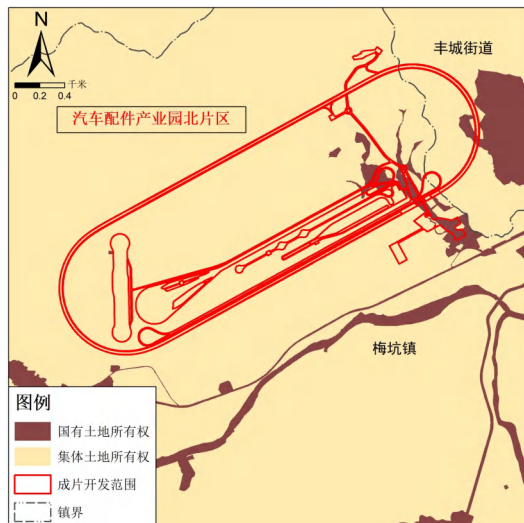 N
丰城街道
千米
0 0.2 0.4
汽车配件产业园北片区
梅坑镇
图例
国有土地所有权
集体土地所有权
成片开发范围
镇界